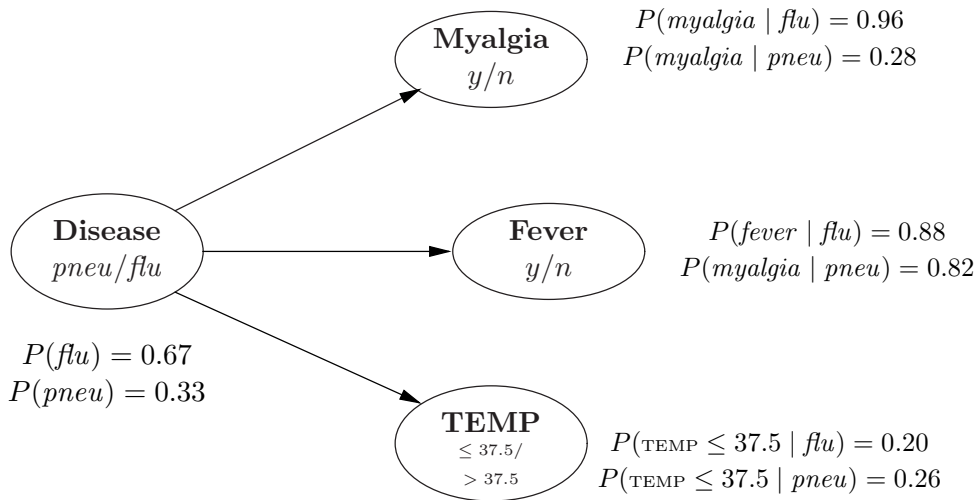 Myalgia
y/n
P(myalgia | flu) = 0.96
P(myalgia | pneu) = 0.28
Disease
pneu/flu
P(flu) = 0.67
P(pneu) = 0.33
Fever
y/n
P(fever | flu) = 0.88
P(myalgia | pneu) = 0.82
TEMP
≤ 37.5/
> 37.5
P(TEMP ≤ 37.5 | flu) = 0.20
P(TEMP ≤ 37.5 | pneu) = 0.26